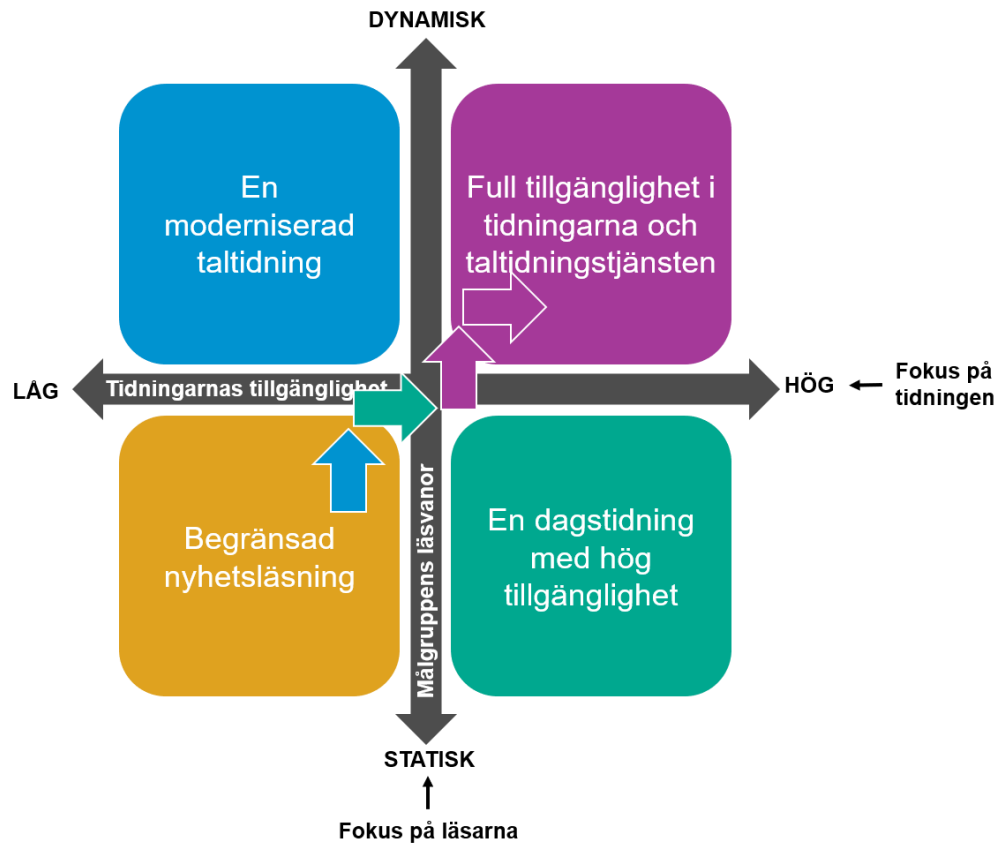 DYNAMISK
En
moderniserad
taltidning
Full tillgänglighet i
tidningarna och
taltidningstjänsten
LÅG
Tidningarnas tillgänglighet
HÖG
Fokus på
tidningen
Begränsad
nyhetsläsning
Målgruppens läsvanor
En dagstidning
med hög
tillgänglighet
STATISK
Fokus på läsarna